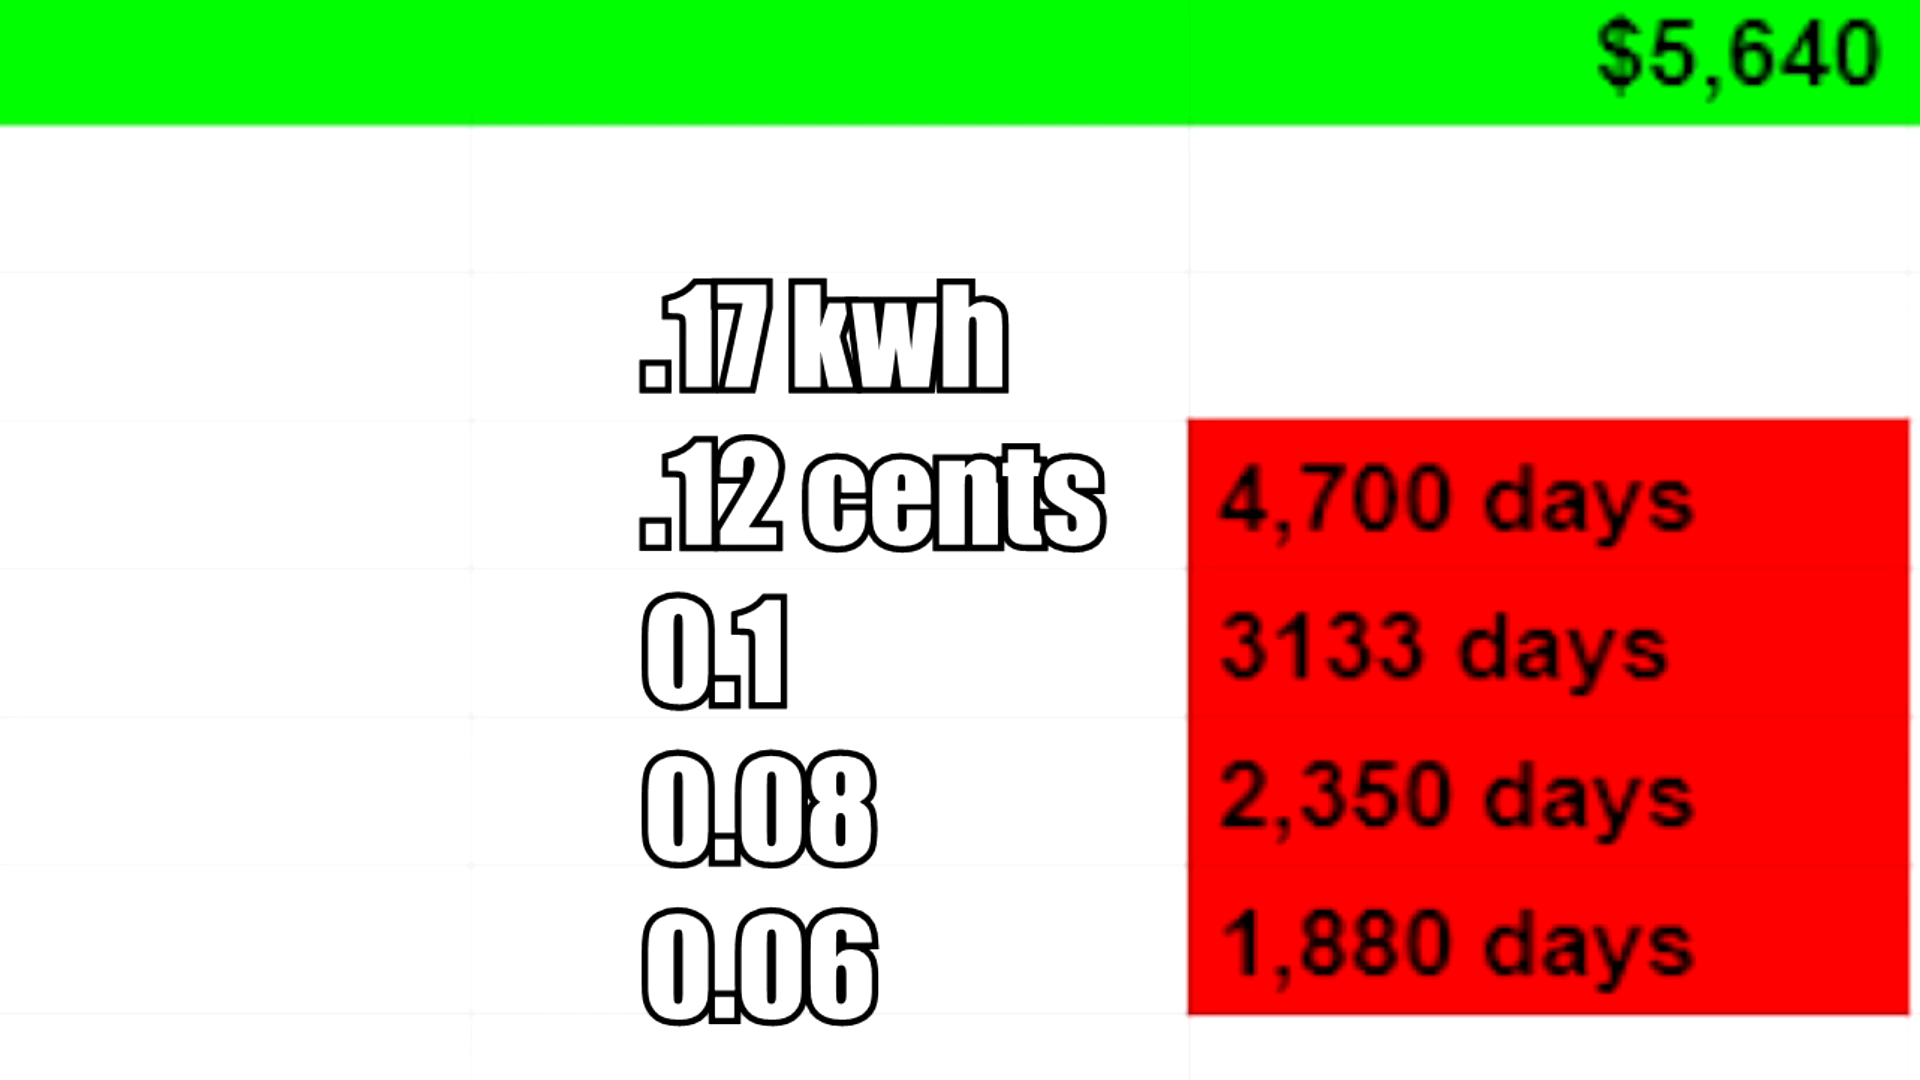 $5,640
.17 kwh
.12 cents 4,700 days
0.1 3133 days
0.08 2,350 days
0.06 1,880 days